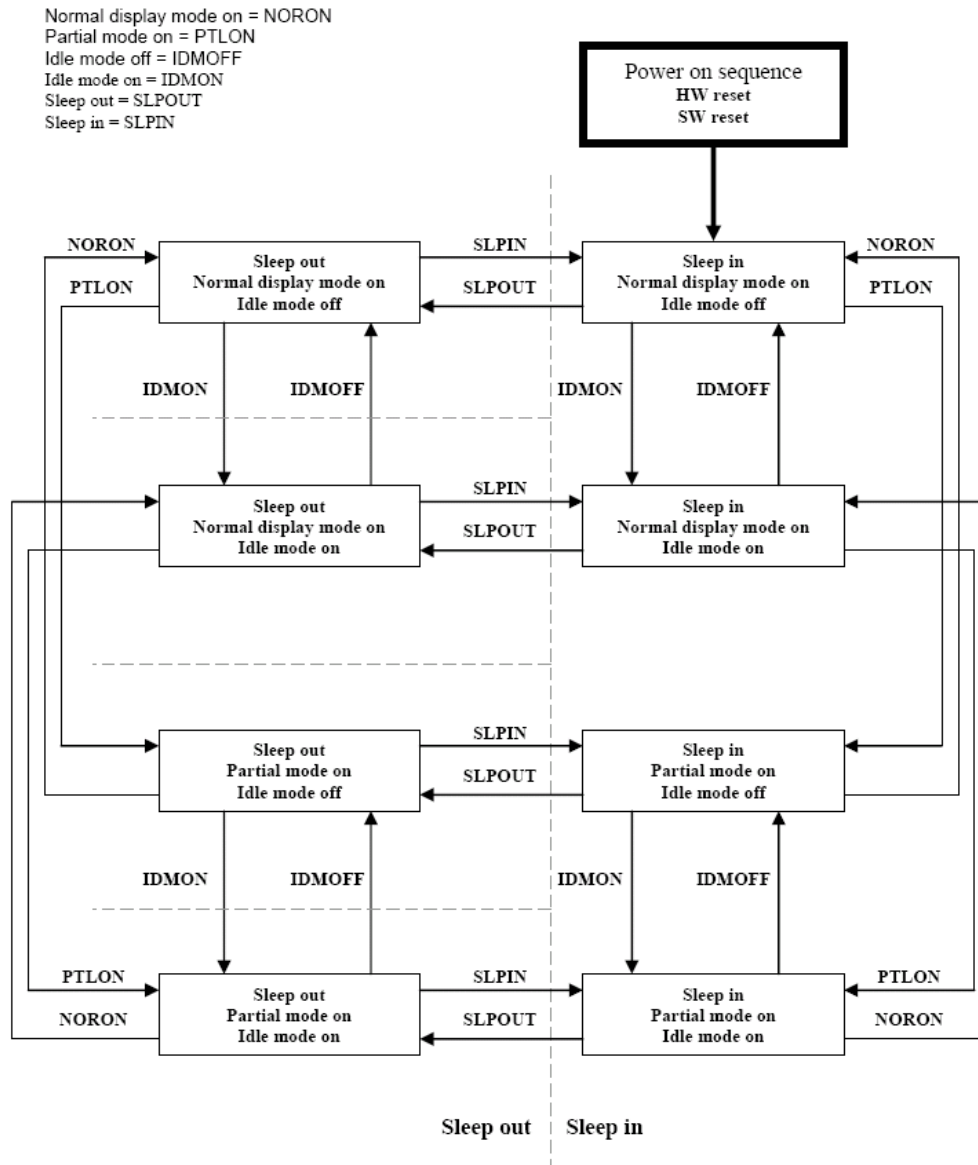 Normal display mode on = NORON
Partial mode on = PTLON
Idle mode off = IDMOFF
Idle mode on = IDMON
Sleep out = SLPOUT
Sleep in = SLPIN
Power on sequence
HW reset
SW reset
NORON
PTLON
Sleep out
Normal display mode on
Idle mode off
SLPIN
SLPOUT
Sleep in
Normal display mode on
Idle mode off
NORON
PTLON
IDMON
IDMOFF
IDMON
IDMOFF
Sleep out
Normal display mode on
Idle mode on
SLPIN
SLPOUT
Sleep in
Normal display mode on
Idle mode on
Sleep out
Partial mode on
Idle mode off
SLPIN
SLPOUT
Sleep in
Partial mode on
Idle mode off
IDMON
IDMOFF
IDMON
IDMOFF
PTLON
NORON
Sleep out
Partial mode on
Idle mode on
SLPIN
SLPOUT
Sleep in
Partial mode on
Idle mode on
PTLON
NORON
Sleep out
Sleep in